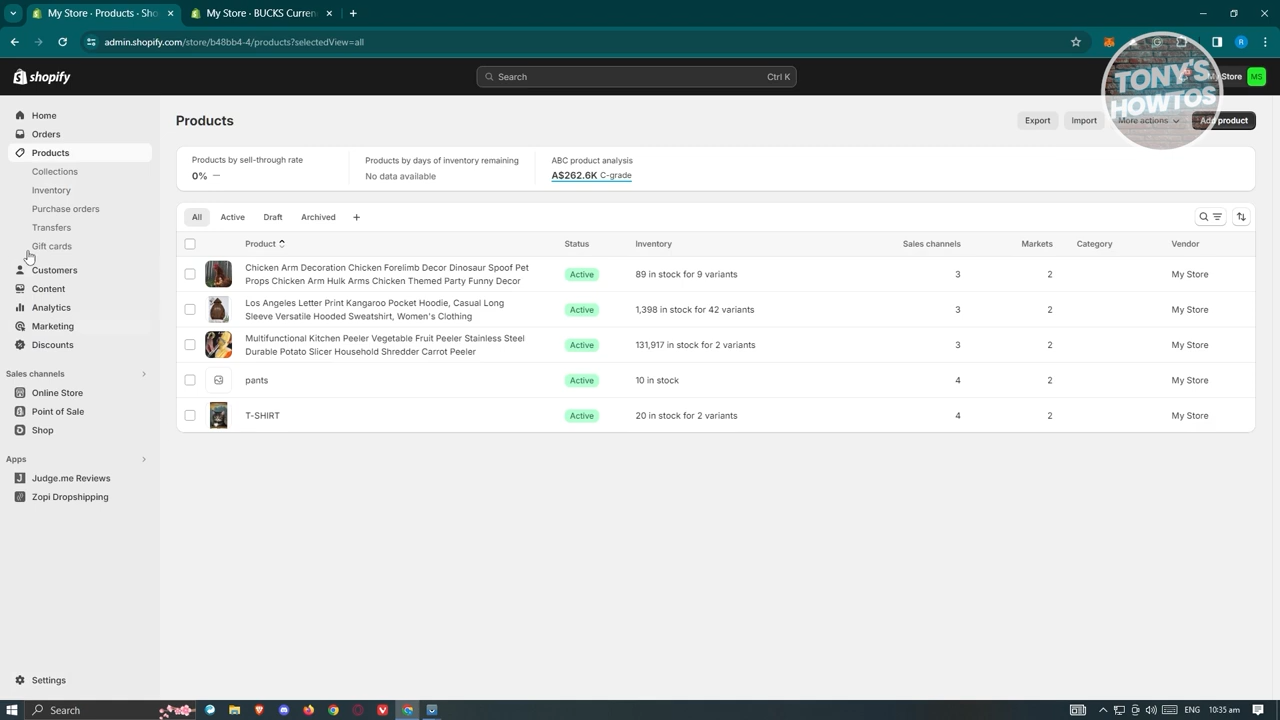 My Store · Products · Sho
My Store · BUCKS Curren
admin.shopify.com/store/b48bb4-4/products?selectedView=all
R
shopify
Search
Ctrl K
My Store
MS
TONY'S
HOWTOS
Home
Orders
Products
Collections
Inventory
Purchase orders
Transfers
Gift cards
Customers
Content
Analytics
Marketing
Discounts
Sales channels
Online Store
Point of Sale
Shop
Apps
Judge.me Reviews
Zopi Dropshipping
Settings
Products
Export
Import
More actions
Add product
Products by sell-through rate
0% —
Products by days of inventory remaining
No data available
ABC product analysis
A$262.6K C-grade
All
Active
Draft
Archived
Product
Status
Inventory
Sales channels
Markets
Category
Vendor
Chicken Arm Decoration Chicken Forelimb Decor Dinosaur Spoof Pet
Props Chicken Arm Hulk Arms Chicken Themed Party Funny Decor
Active
89 in stock for 9 variants
3
2
My Store
Los Angeles Letter Print Kangaroo Pocket Hoodie, Casual Long
Sleeve Versatile Hooded Sweatshirt, Women's Clothing
Active
1,398 in stock for 42 variants
3
2
My Store
Multifunctional Kitchen Peeler Vegetable Fruit Peeler Stainless Steel
Durable Potato Slicer Household Shredder Carrot Peeler
Active
131,917 in stock for 2 variants
3
2
My Store
pants
Active
10 in stock
4
2
My Store
T-SHIRT
Active
20 in stock for 2 variants
4
2
My Store
Search
ENG
10:35 am